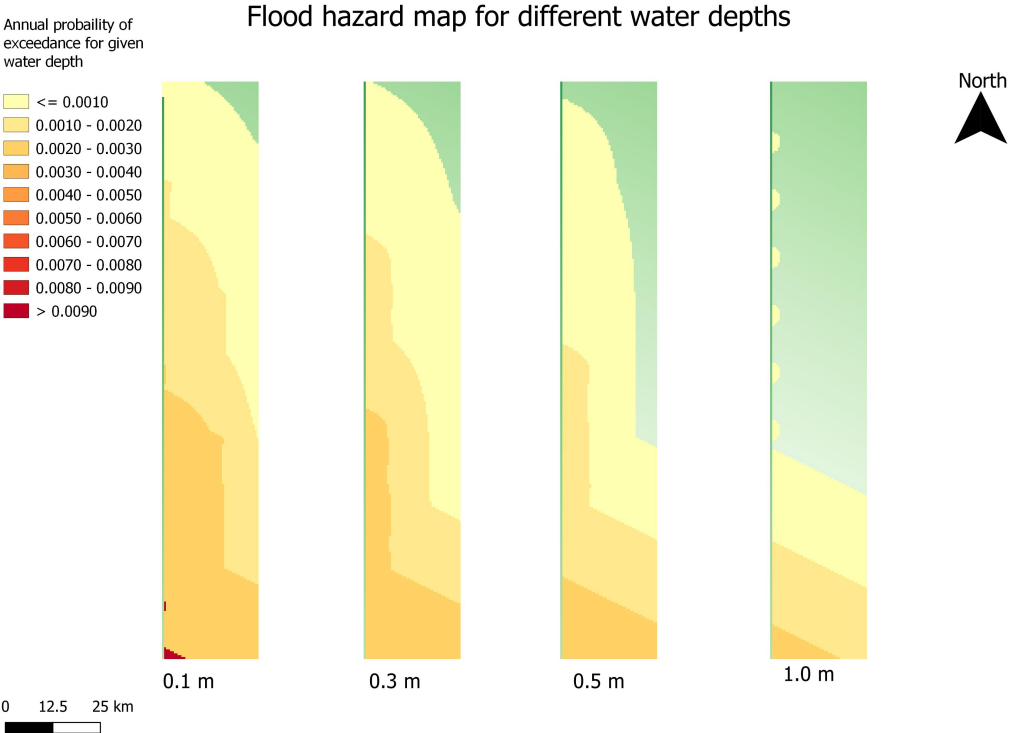 Flood hazard map for different water depths
Annual probaility of
exceedance for given
water depth
<= 0.0010
0.0010 - 0.0020
0.0020 - 0.0030
0.0030 - 0.0040
0.0040 - 0.0050
0.0050 - 0.0060
0.0060 - 0.0070
0.0070 - 0.0080
0.0080 - 0.0090
> 0.0090
North
0.1 m
0.3 m
0.5 m
1.0 m
0 12.5 25 km